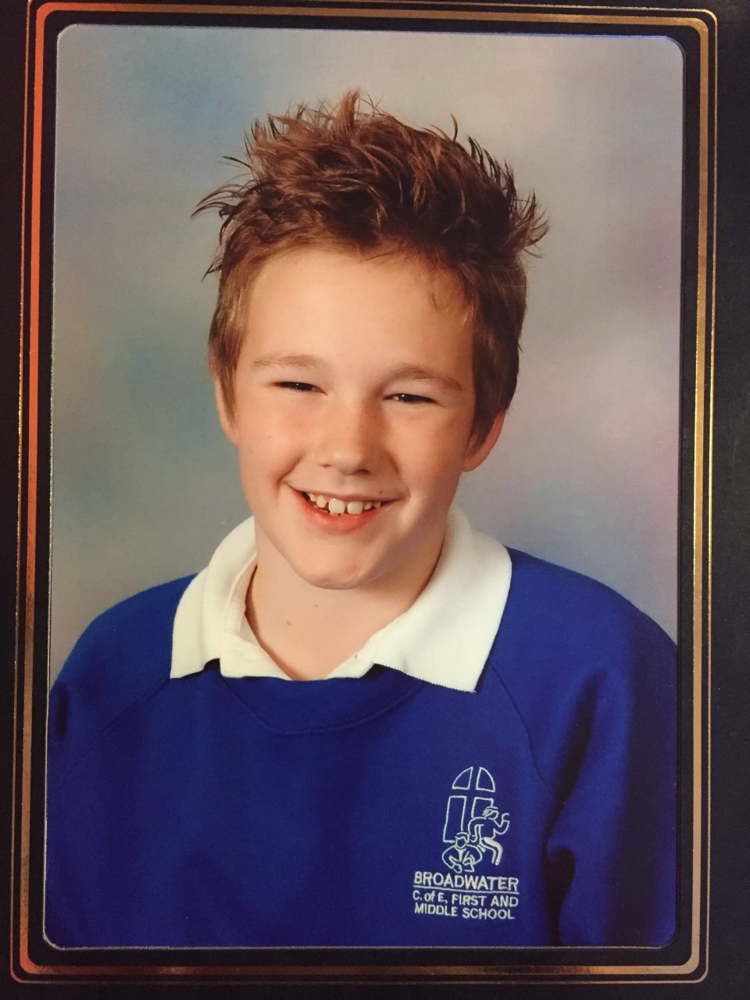 BROADWATER
C. of E. FIRST AND
MIDDLE SCHOOL